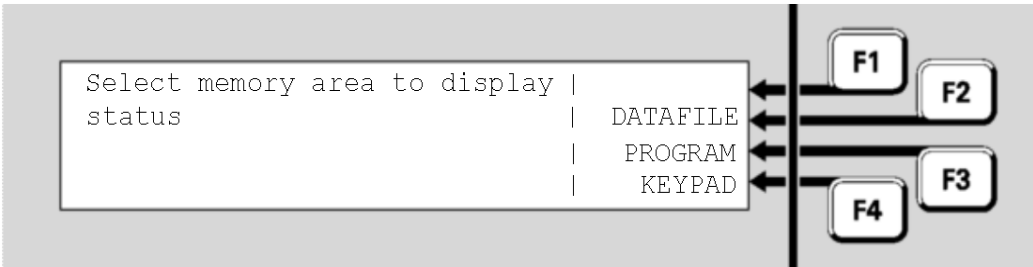 Select memory area to display |
status | DATAFILE
| PROGRAM
| KEYPAD
F1
F2
F3
F4